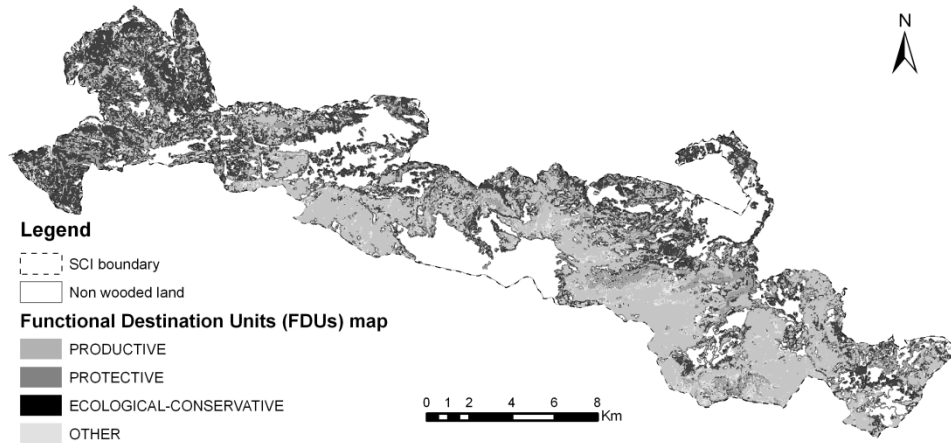 N
Legend
SCI boundary
Non wooded land
Functional Destination Units (FDUs) map
PRODUCTIVE
PROTECTIVE
ECOLOGICAL-CONSERVATIVE
OTHER
0 1 2 4 6 8
Km